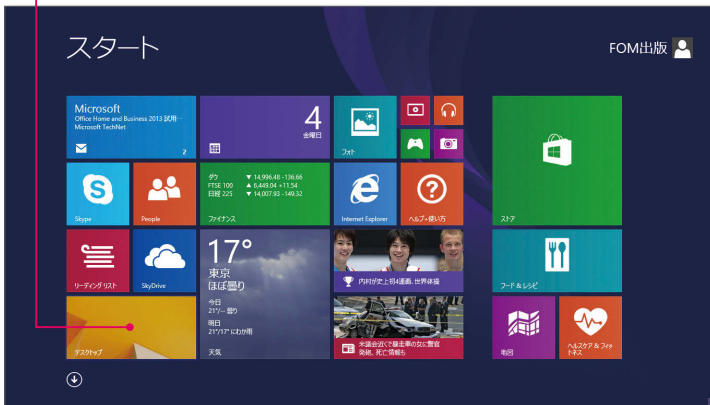 スタート
FOM出版
Microsoft
Office Home and Business 2013 試用…
Microsoft TechNet
2
4
金曜日
フォト
Skype
People
ダウ ▼ 14,996.48 -136.66
FTSE 100 ▲ 6,449.04 +11.54
日経 225 ▼ 14,007.93 -149.32
ファイナンス
Internet Explorer
ヘルプ+使い方
ストア
リーディング リスト
SkyDrive
17°
東京
ほぼ曇り
今日
21°/-- 曇り
明日
21°/17° にわか雨
天気
内村が史上初4連覇、世界体操
フード & レシピ
デスクトップ
米議会近くで暴走車の女に警官
発砲、死亡情報も
地図
ヘルスケア & フィッ
トネス